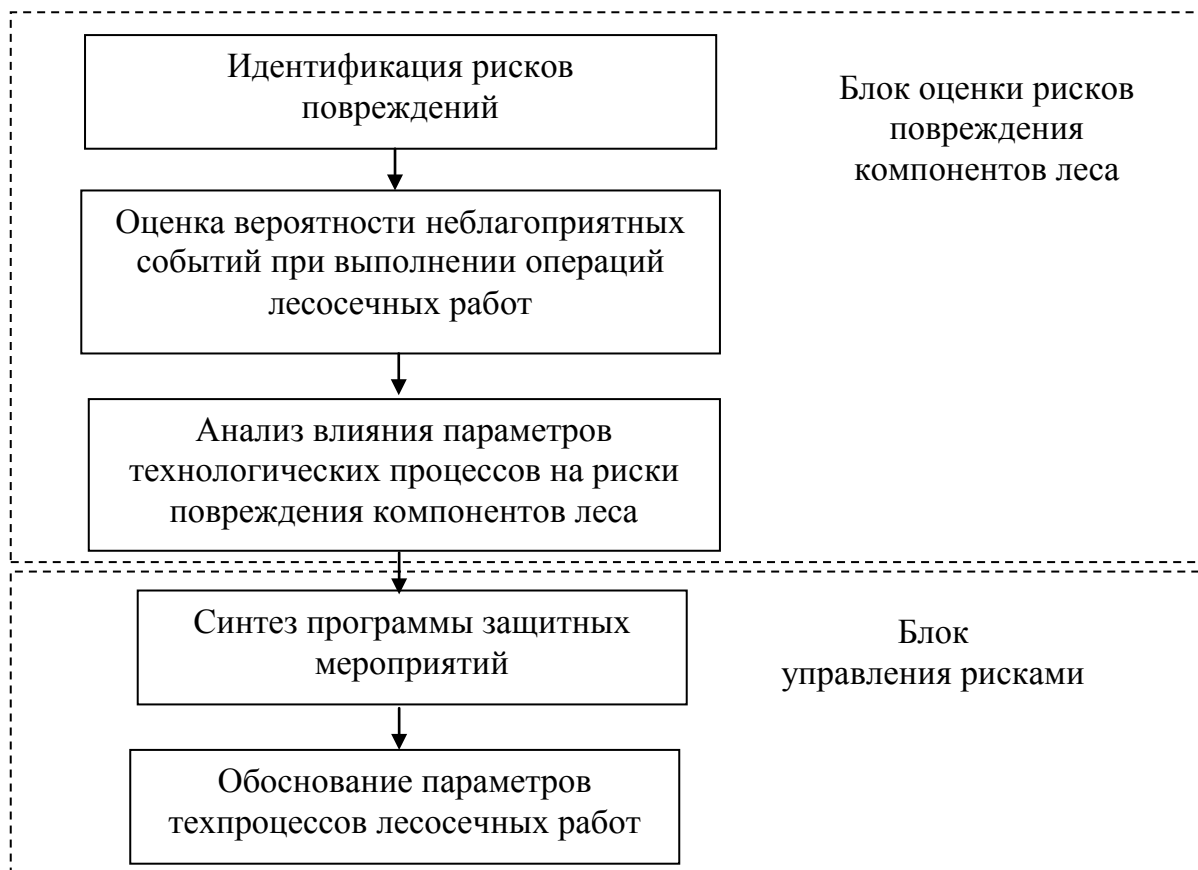 Идентификация рисков
повреждений
Блок оценки рисков
повреждения
компонентов леса
Оценка вероятности неблагоприятных
событий при выполнении операций
лесосечных работ
Анализ влияния параметров
технологических процессов на риски
повреждения компонентов леса
Синтез программы защитных
мероприятий
Блок
управления рисками
Обоснование параметров
техпроцессов лесосечных работ